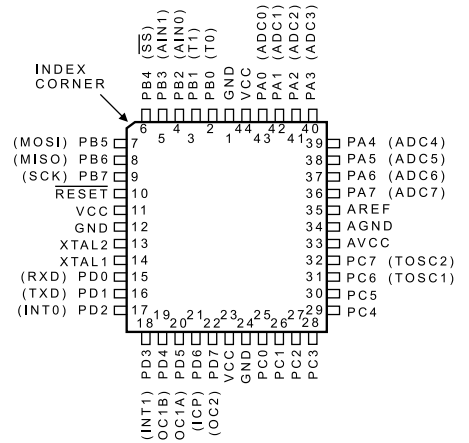 INDEX
CORNER
(SS) PB4
(AIN1) PB3
(AIN0) PB2
(T1) PB1
(T0) PB0
GND
VCC
PA0 (ADC0)
PA1 (ADC1)
PA2 (ADC2)
PA3 (ADC3)
6 5 4 3 2 1 44 43 42 41 40
(MOSI) PB5 7
(MISO) PB6 8
(SCK) PB7 9
RESET 10
VCC 11
GND 12
XTAL2 13
XTAL1 14
(RXD) PD0 15
(TXD) PD1 16
(INT0) PD2 17
39 PA4 (ADC4)
38 PA5 (ADC5)
37 PA6 (ADC6)
36 PA7 (ADC7)
35 AREF
34 AGND
33 AVCC
32 PC7 (TOSC2)
31 PC6 (TOSC1)
30 PC5
29 PC4
18 19 20 21 22 23 24 25 26 27 28
(INT1) PD3
OC1B) PD4
OC1A) PD5
(ICP) PD6
(OC2) PD7
VCC
GND
PC0
PC1
PC2
PC3